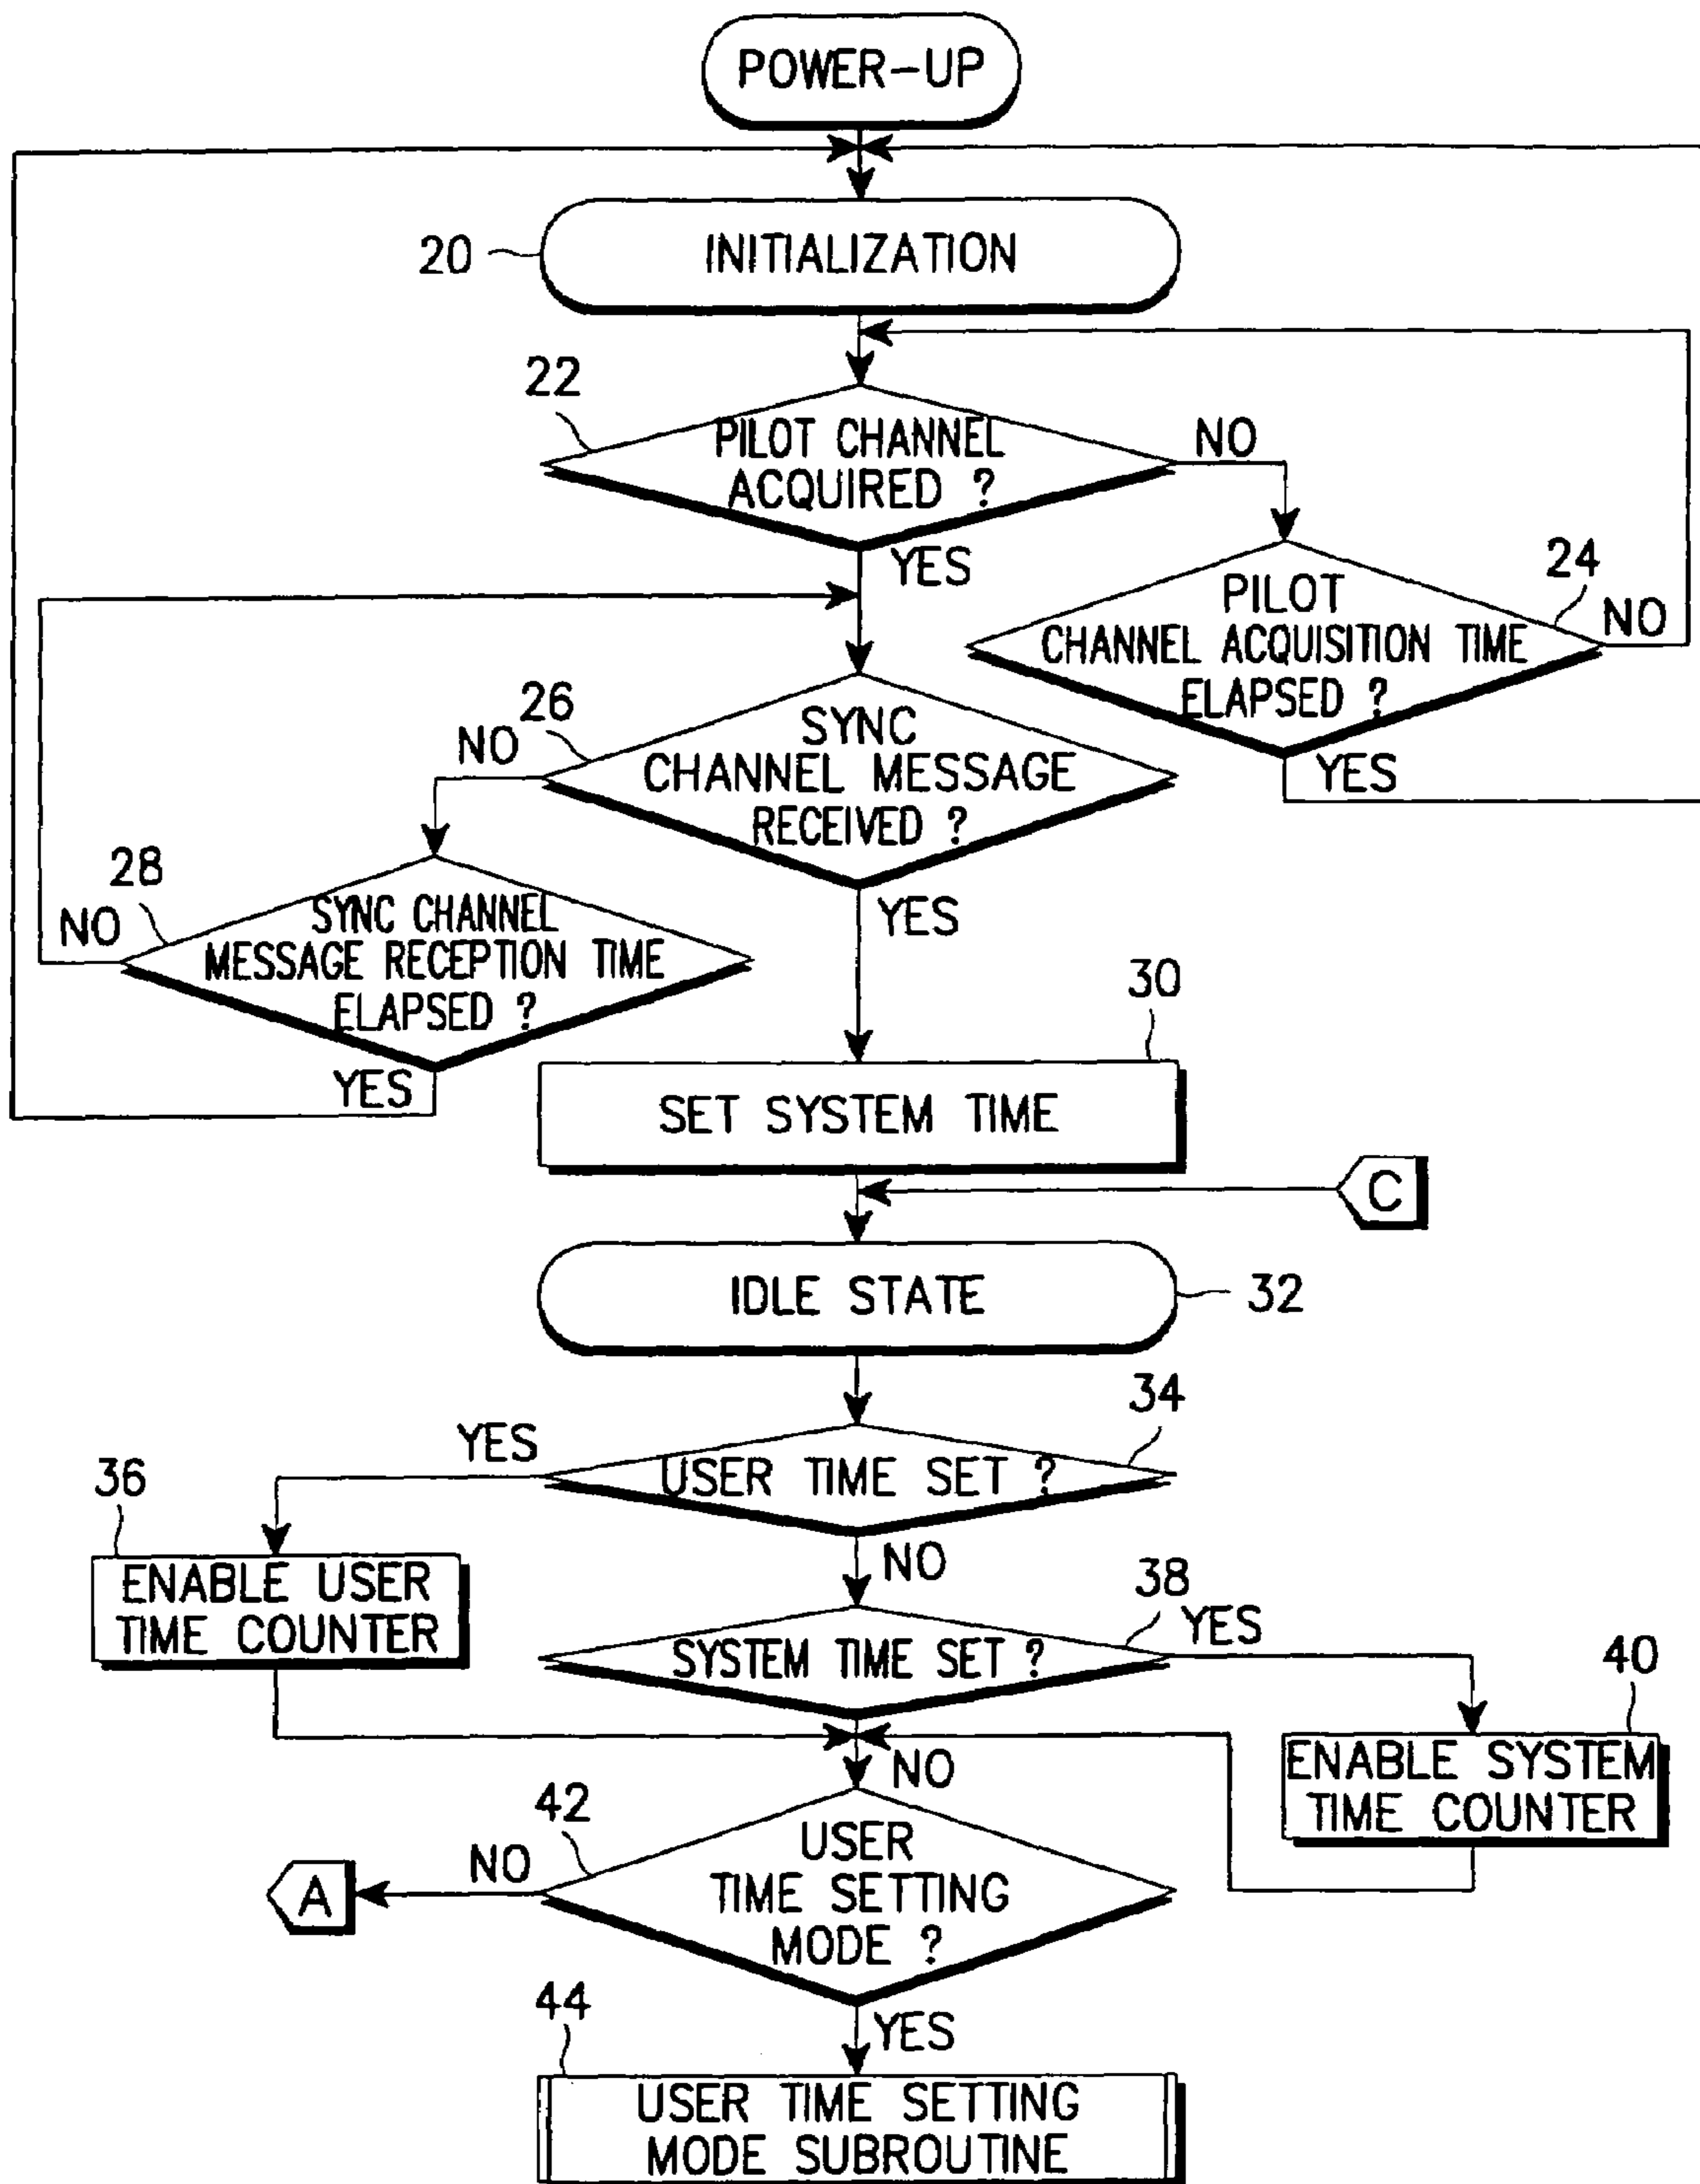 POWER-UP
20
INITIALIZATION
22
PILOT CHANNEL
ACQUIRED ?
NO
YES
24
PILOT
CHANNEL ACQUISITION TIME
ELAPSED ?
NO
YES
26
NO
SYNC
CHANNEL MESSAGE
RECEIVED ?
YES
28
NO
SYNC CHANNEL
MESSAGE RECEPTION TIME
ELAPSED ?
YES
30
SET SYSTEM TIME
C
IDLE STATE
32
34
YES
USER TIME SET ?
NO
36
ENABLE USER
TIME COUNTER
38
YES
SYSTEM TIME SET ?
NO
40
ENABLE SYSTEM
TIME COUNTER
42
NO
A
USER
TIME SETTING
MODE ?
YES
44
USER TIME SETTING
MODE SUBROUTINE